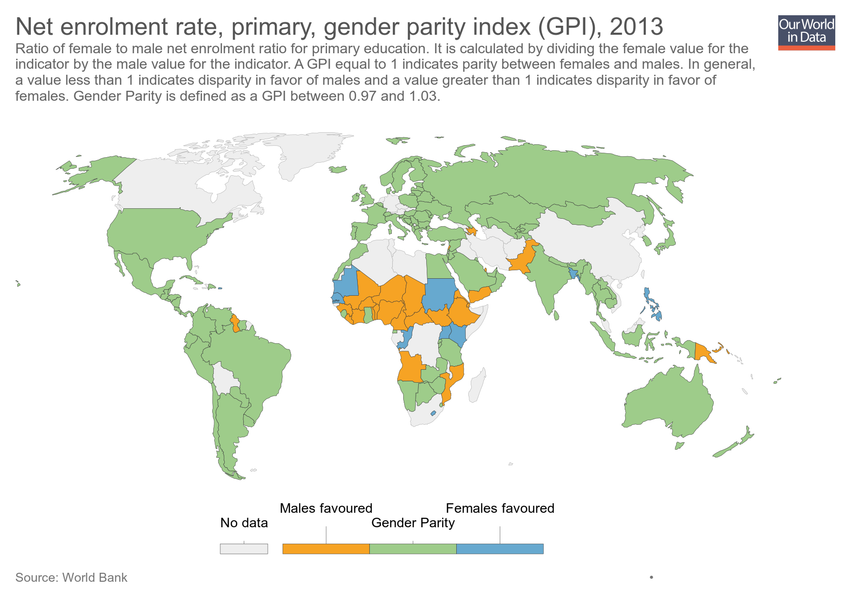 Net enrolment rate, primary, gender parity index (GPI), 2013
Our World
in Data
Ratio of female to male net enrolment ratio for primary education. It is calculated by dividing the female value for the
indicator by the male value for the indicator. A GPI equal to 1 indicates parity between females and males. In general,
a value less than 1 indicates disparity in favor of males and a value greater than 1 indicates disparity in favor of
females. Gender Parity is defined as a GPI between 0.97 and 1.03.
Males favoured
Females favoured
No data
Gender Parity
Source: World Bank